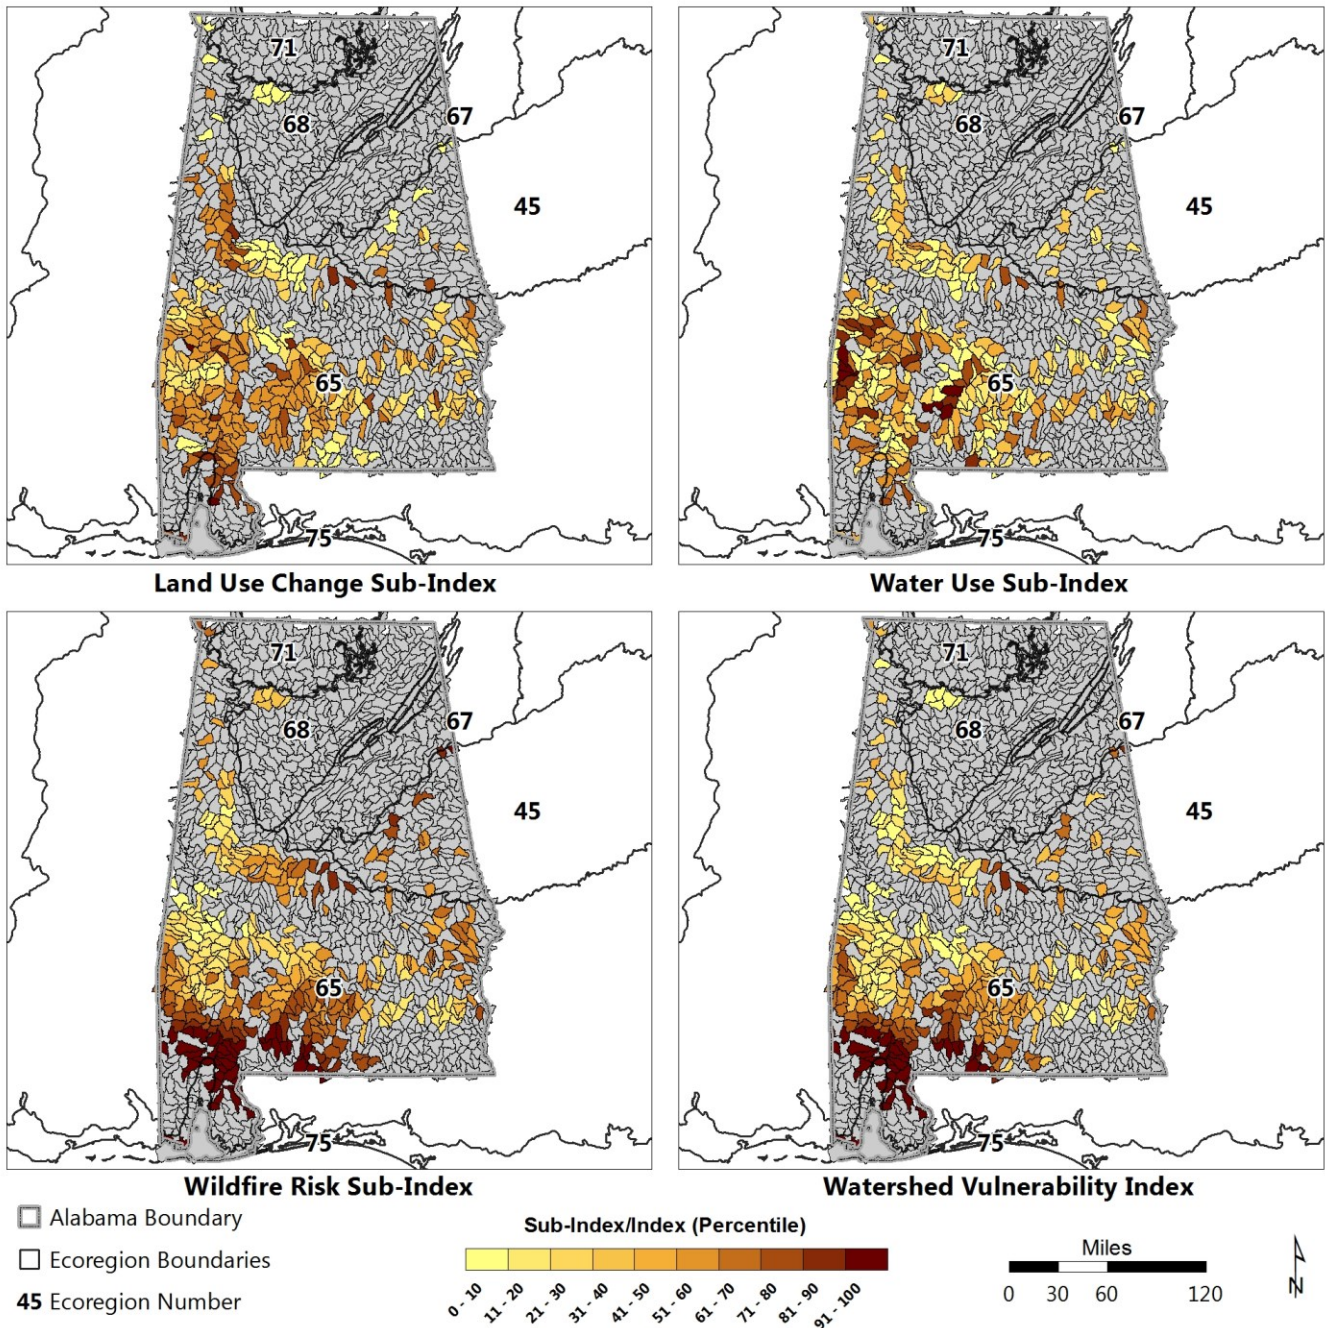 71
68
67
45
65
75
Land Use Change Sub-Index
71
68
67
45
65
75
Water Use Sub-Index
71
68
67
45
65
75
Wildfire Risk Sub-Index
71
68
67
45
65
75
Watershed Vulnerability Index
Alabama Boundary
Ecoregion Boundaries
45 Ecoregion Number
Sub-Index/Index (Percentile)
0 - 10 11 - 20 21 - 30 31 - 40 41 - 50 51 - 60 61 - 70 71 - 80 81 - 90 91 - 100
Miles
0 30 60 120
N